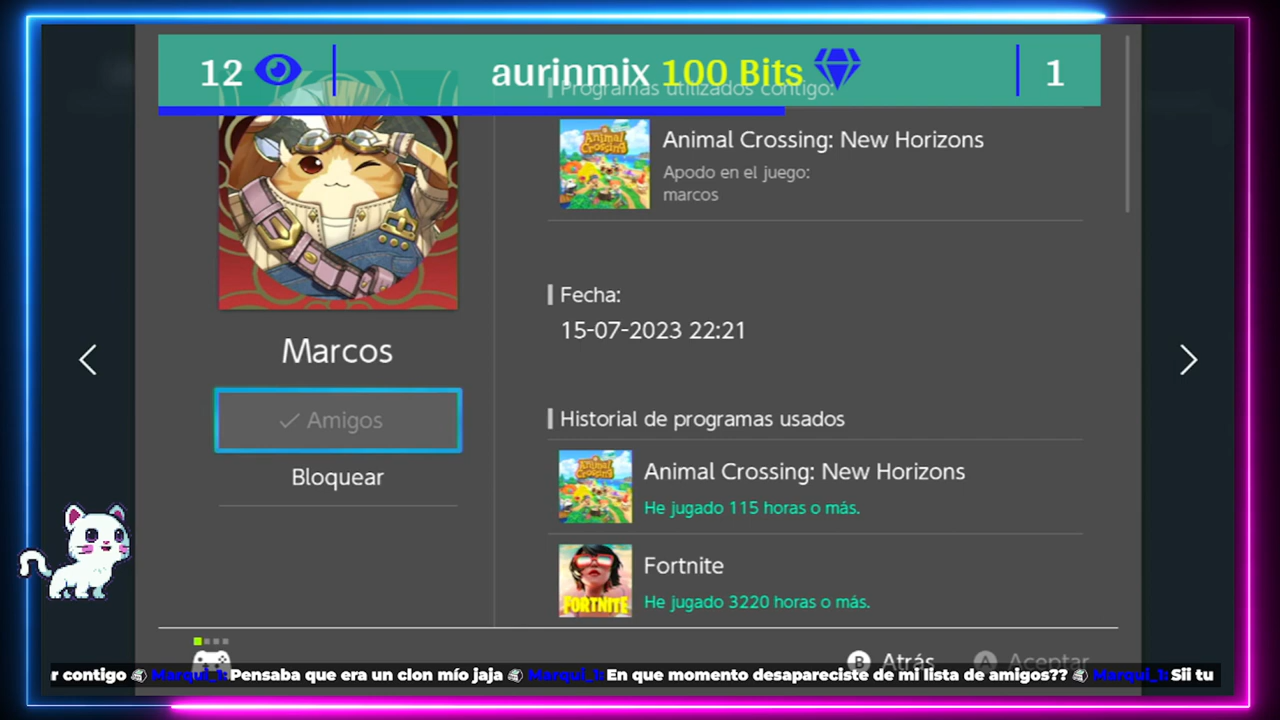 12
aurinmix 100 Bits
1
Programas utilizados contigo:
Animal Crossing: New Horizons
Apodo en el juego:
marcos
Marcos
Amigos
Bloquear
Fecha:
15-07-2023 22:21
Historial de programas usados
Animal Crossing
Animal Crossing: New Horizons
He jugado 115 horas o más.
FORTNITE
Fortnite
He jugado 3220 horas o más.
B Atrás
A Aceptar
r contigo Marqui_1: Pensaba que era un clon mío jaja Marqui_1: En que momento desapareciste de mi lista de amigos?? Marqui_1: Sii tu